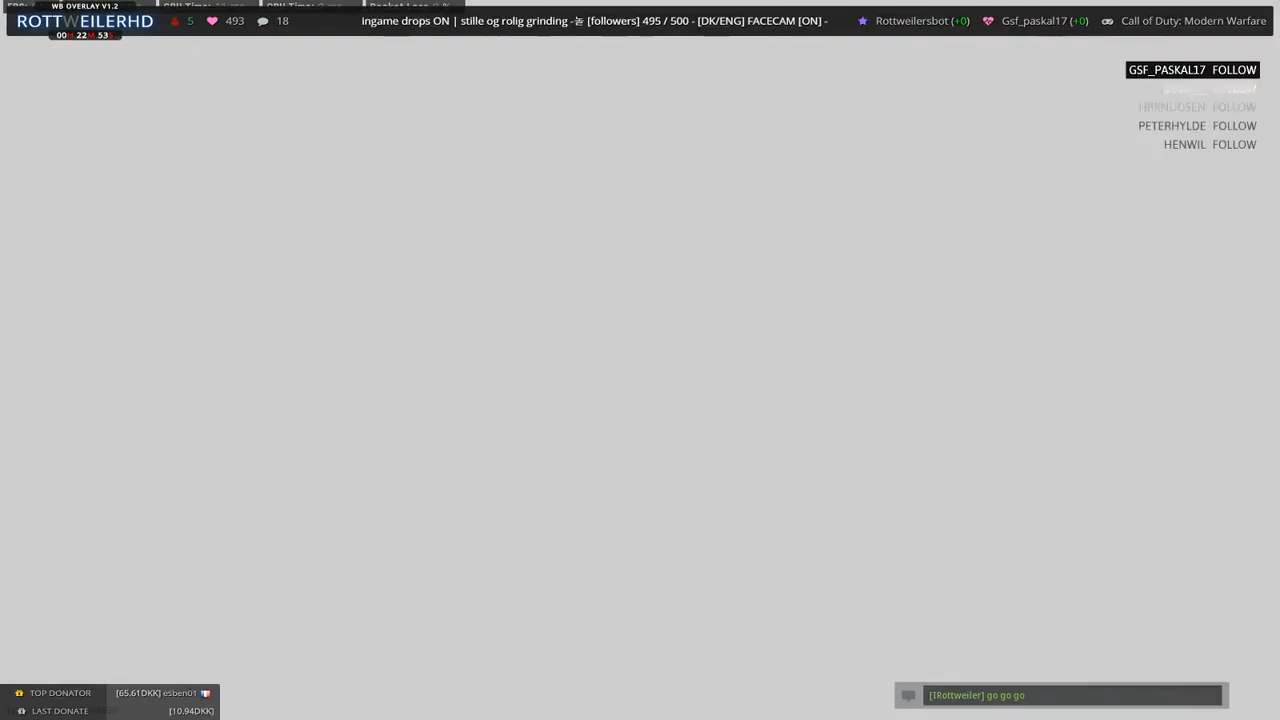 WB OVERLAY V1.2
ROTTWEILERHD
5 493 18
ingame drops ON | stille og rolig grinding -놀 [followers] 495 / 500 - [DK/ENG] FACECAM [ON] -
Rottweilersbot (+0)
Gsf_paskal17 (+0)
Call of Duty: Modern Warfare
00H 22M 53S
GSF_PASKAL17 FOLLOW
HRKNUDSEN FOLLOW
PETERHYLDE FOLLOW
HENWIL FOLLOW
TOP DONATOR [65.61DKK] esben01
LAST DONATE [10.94DKK]
[IRottweiler] go go go